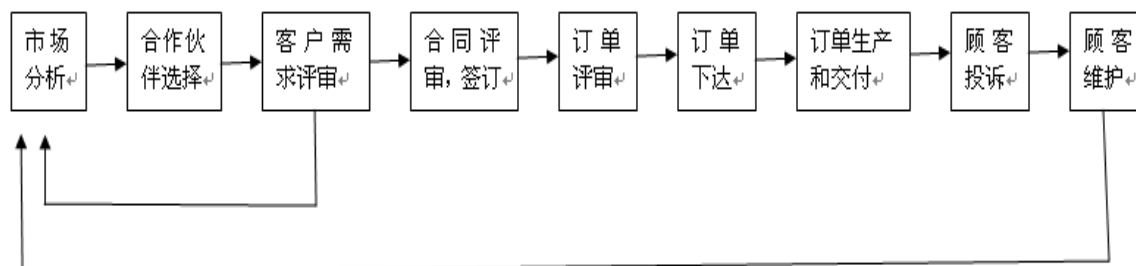 市场
分析
合作伙
伴选择
客户需
求评审
合同评
审,签订
订单
评审
订单
下达
订单生产
和交付
顾客
投诉
顾客
维护